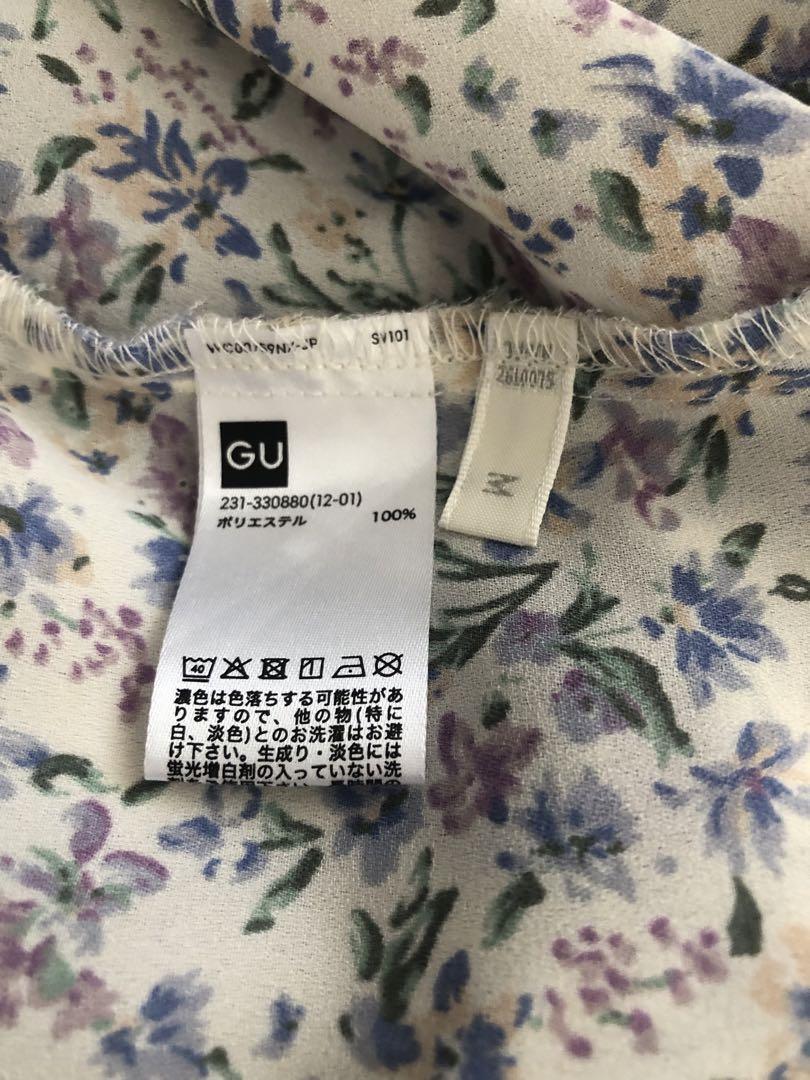 SV101
GU
231-330880(12-01)
ポリエステル 100%
40
濃色は色落ちする可能性があ
りますので、他の物(特に
白、淡色)とのお洗濯はお避
け下さい。生成り・淡色には
蛍光増白剤の入っていない洗
2610075
M